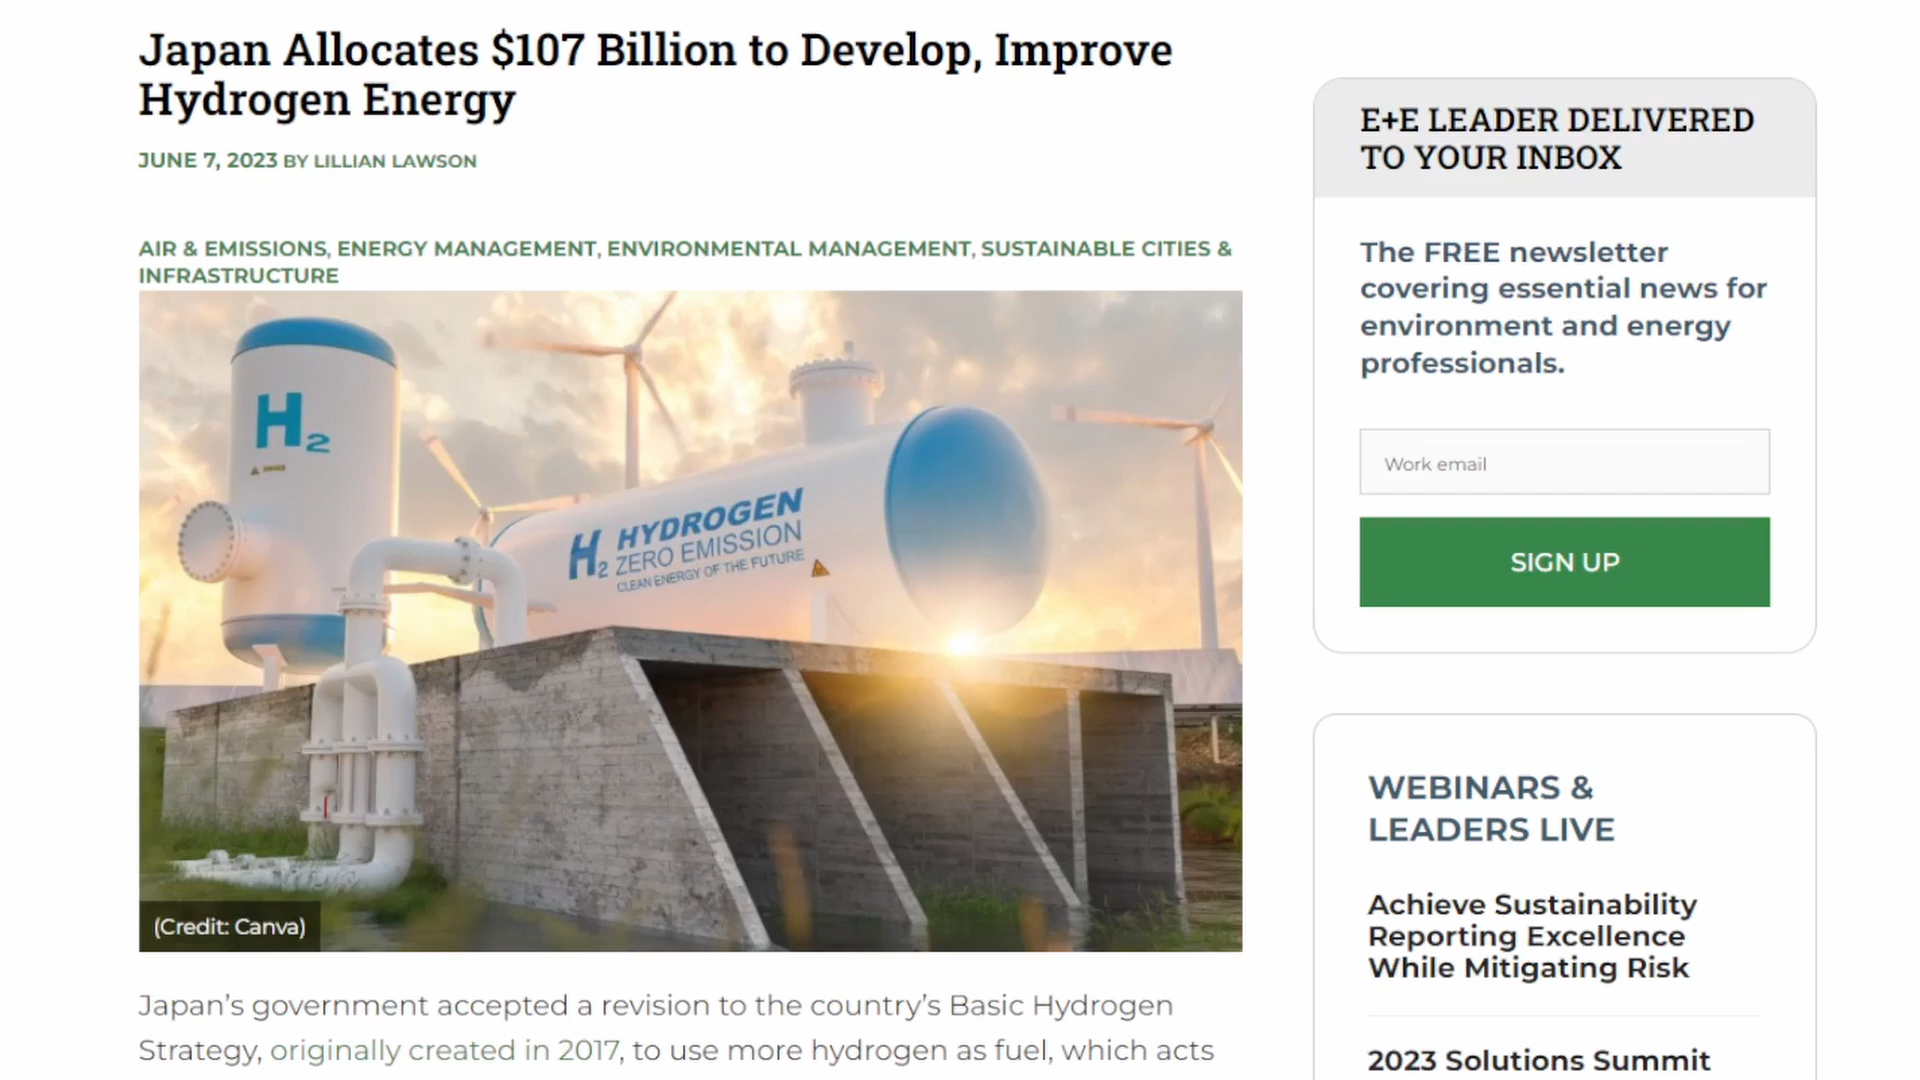 Japan Allocates $107 Billion to Develop, Improve
Hydrogen Energy
JUNE 7, 2023 BY LILLIAN LAWSON
AIR & EMISSIONS, ENERGY MANAGEMENT, ENVIRONMENTAL MANAGEMENT, SUSTAINABLE CITIES &
INFRASTRUCTURE
H2
H2 HYDROGEN
ZERO EMISSION
CLEAN ENERGY OF THE FUTURE
(Credit: Canva)
Japan’s government accepted a revision to the country’s Basic Hydrogen
Strategy, originally created in 2017, to use more hydrogen as fuel, which acts
E+E LEADER DELIVERED
TO YOUR INBOX
The FREE newsletter
covering essential news for
environment and energy
professionals.
Work email
SIGN UP
WEBINARS &
LEADERS LIVE
Achieve Sustainability
Reporting Excellence
While Mitigating Risk
2023 Solutions Summit